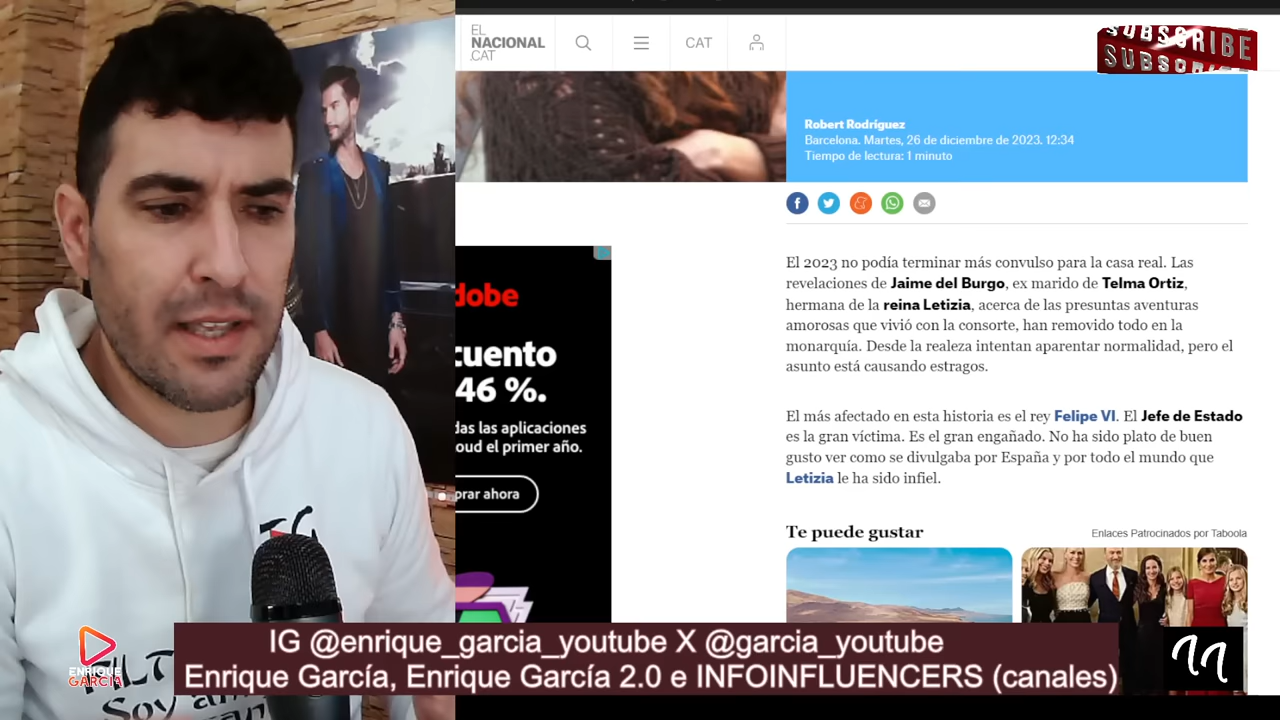 EL
NACIONAL
.CAT
CAT
SUBSCRIBE
SUBSCRIBE
Robert Rodríguez
Barcelona. Martes, 26 de diciembre de 2023. 12:34
Tiempo de lectura: 1 minuto
El 2023 no podía terminar más convulso para la casa real. Las
revelaciones de Jaime del Burgo, ex marido de Telma Ortiz,
hermana de la reina Letizia, acerca de las presuntas aventuras
amorosas que vivió con la consorte, han removido todo en la
monarquía. Desde la realeza intentan aparentar normalidad, pero el
asunto está causando estragos.
El más afectado en esta historia es el rey Felipe VI. El Jefe de Estado
es la gran víctima. Es el gran engañado. No ha sido plato de buen
gusto ver como se divulgaba por España y por todo el mundo que
Letizia le ha sido infiel.
Te puede gustar
Enlaces Patrocinados por Taboola
dobe
cuento
46 %.
das las aplicaciones
oud el primer año.
prar ahora
ENRIQUE
GARCÍA
Soy
IG @enrique_garcia_youtube X @garcia_youtube
Enrique García, Enrique García 2.0 e INFOINFLUENCERS (canales)